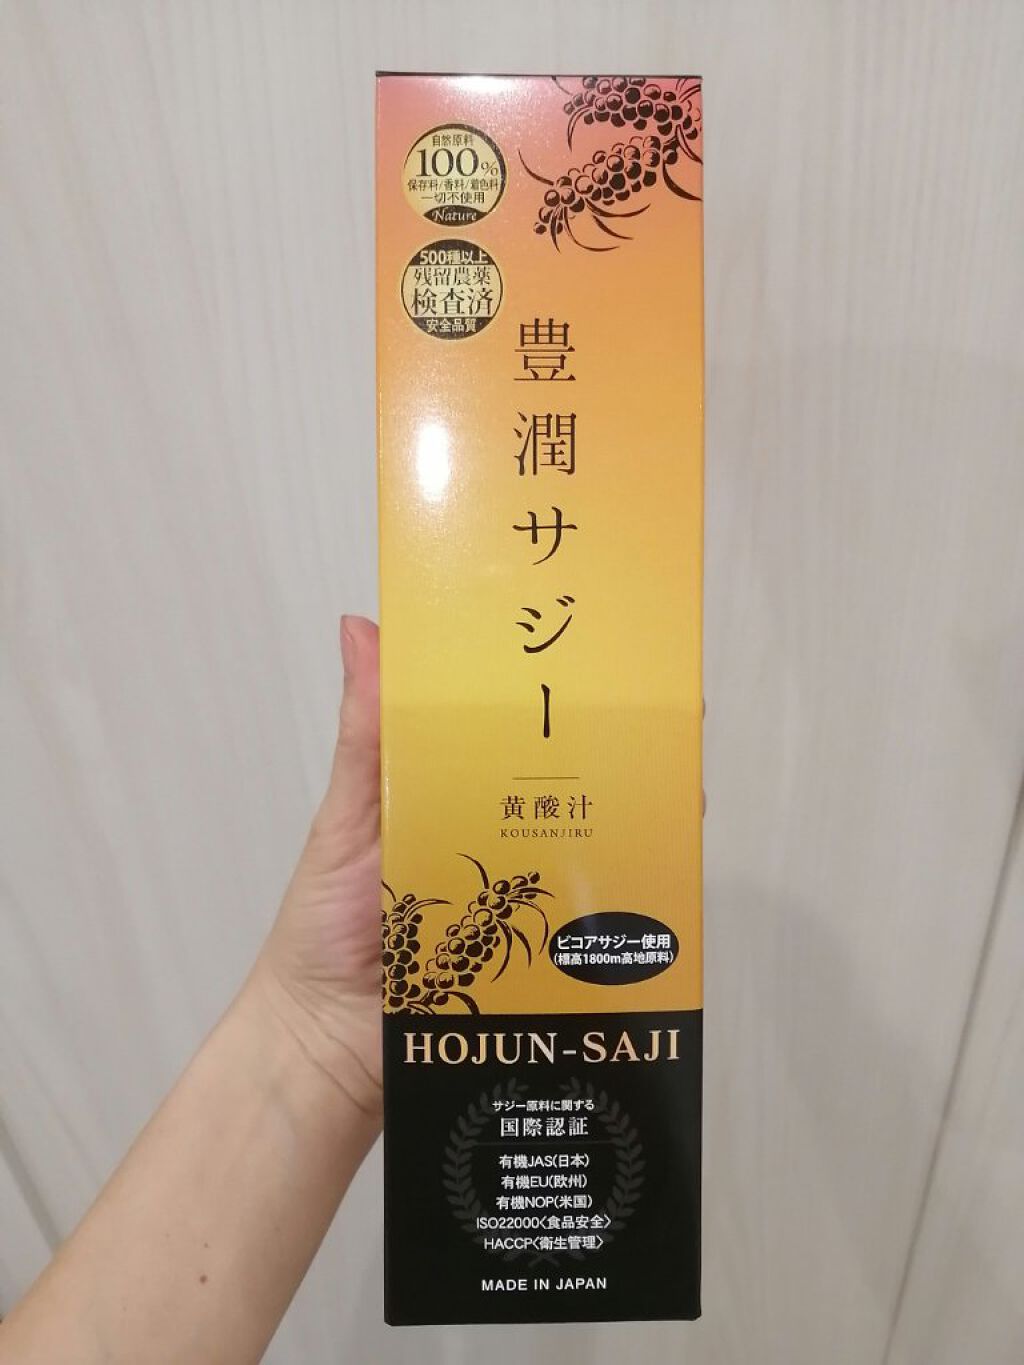 自然原料
100%
保存料/香料/着色料
一切不使用
Nature
500種以上
残留農薬
検査済
安全品質
豊潤サジー
黄酸汁
KOUSANJIRU
ビコアサジー使用
(標高1800m高地原料)
HOJUN-SAJI
サジー原料に関する
国際認証
有機JAS(日本)
有機EU(欧州)
有機NOP(米国)
ISO22000〈食品安全〉
HACCP〈衛生管理〉
MADE IN JAPAN